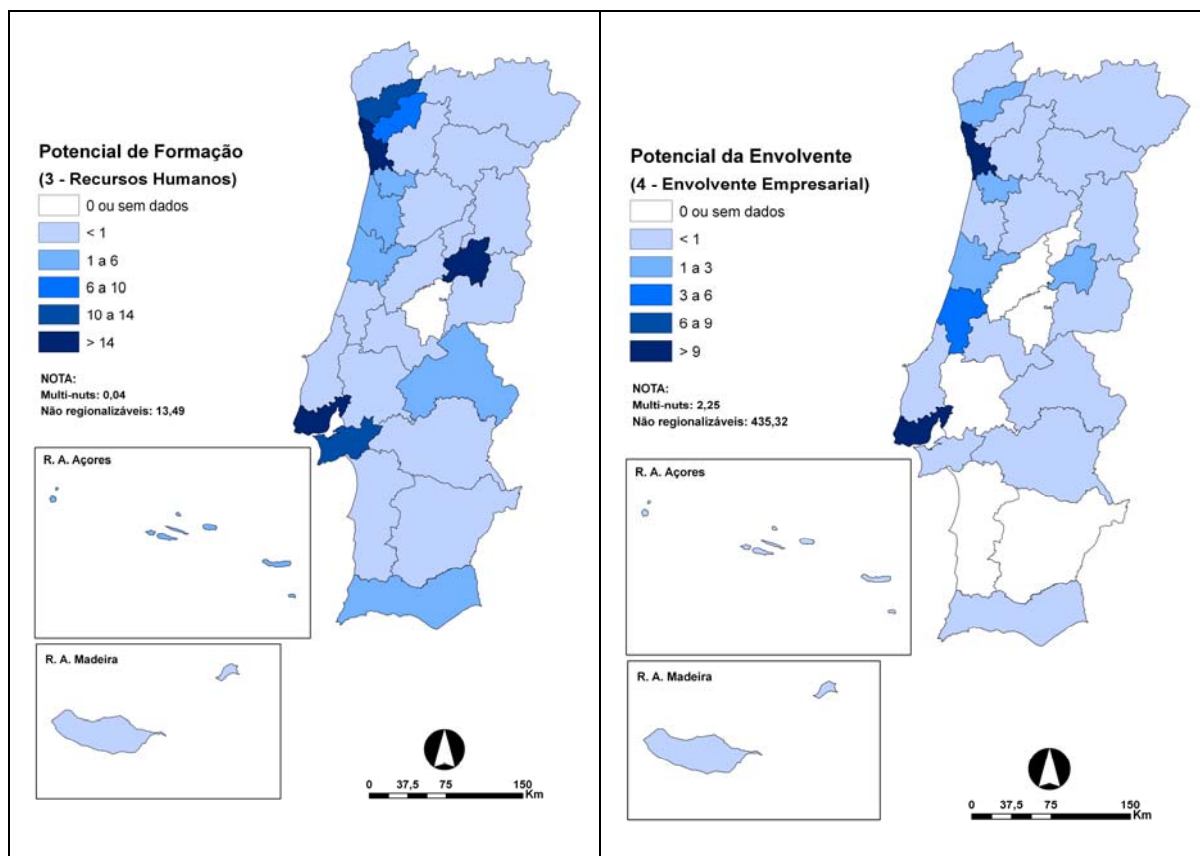 Potencial de Formação
(3 - Recursos Humanos)
0 ou sem dados
< 1
1 a 6
6 a 10
10 a 14
> 14
NOTA:
Multi-nuts: 0,04
Não regionalizáveis: 13,49
R. A. Açores
R. A. Madeira
0 37,5 75 150
Km
Potencial da Envolvente
(4 - Envolvente Empresarial)
0 ou sem dados
< 1
1 a 3
3 a 6
6 a 9
> 9
NOTA:
Multi-nuts: 2,25
Não regionalizáveis: 435,32
R. A. Açores
R. A. Madeira
0 37,5 75 150
Km